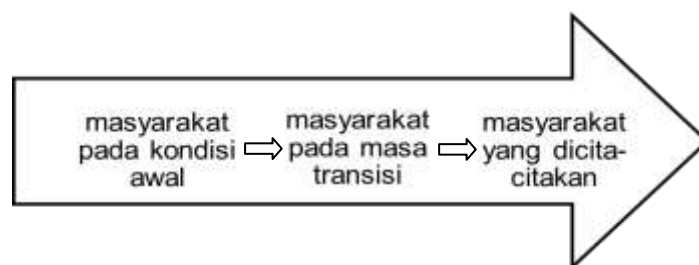 masyarakat
pada kondisi
awal
masyarakat
pada masa
transisi
masyarakat
yang dicita-
citakan